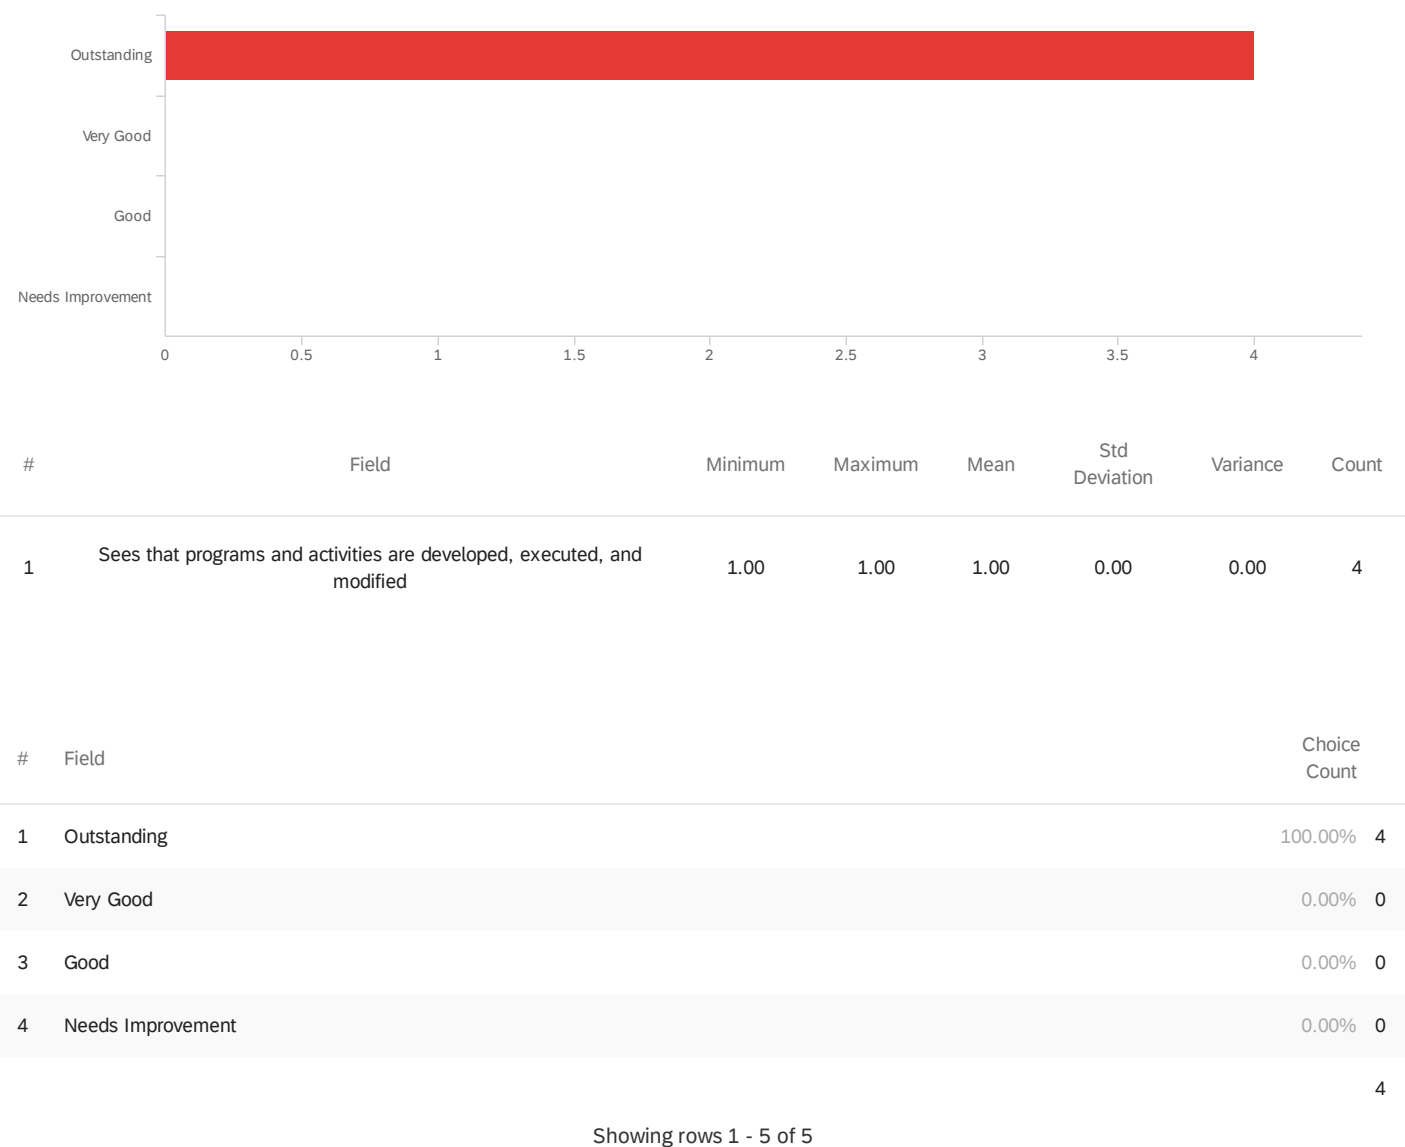 Outstanding
Very Good
Good
Needs Improvement
0 0.5 1 1.5 2 2.5 3 3.5 4
# Field Minimum Maximum Mean Std Deviation Variance Count
1 Sees that programs and activities are developed, executed, and modified 1.00 1.00 1.00 0.00 0.00 4
# Field Choice Count
1 Outstanding 100.00% 4
2 Very Good 0.00% 0
3 Good 0.00% 0
4 Needs Improvement 0.00% 0
4
Showing rows 1 - 5 of 5